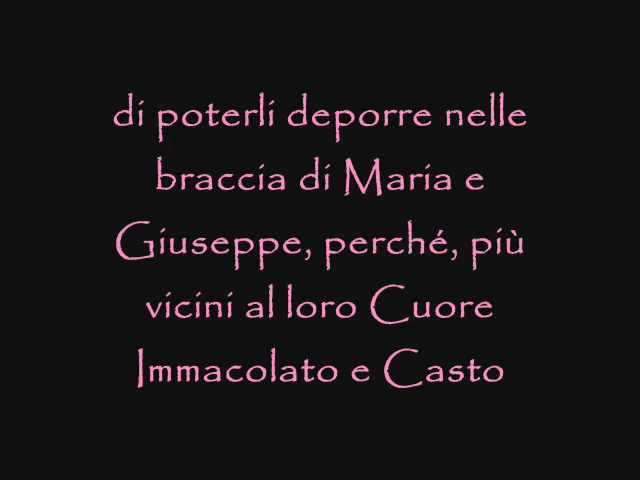 di poterli deporre nelle
braccia di Maria e
Giuseppe, perché, più
vicini al loro Cuore
Immacolato e Casto